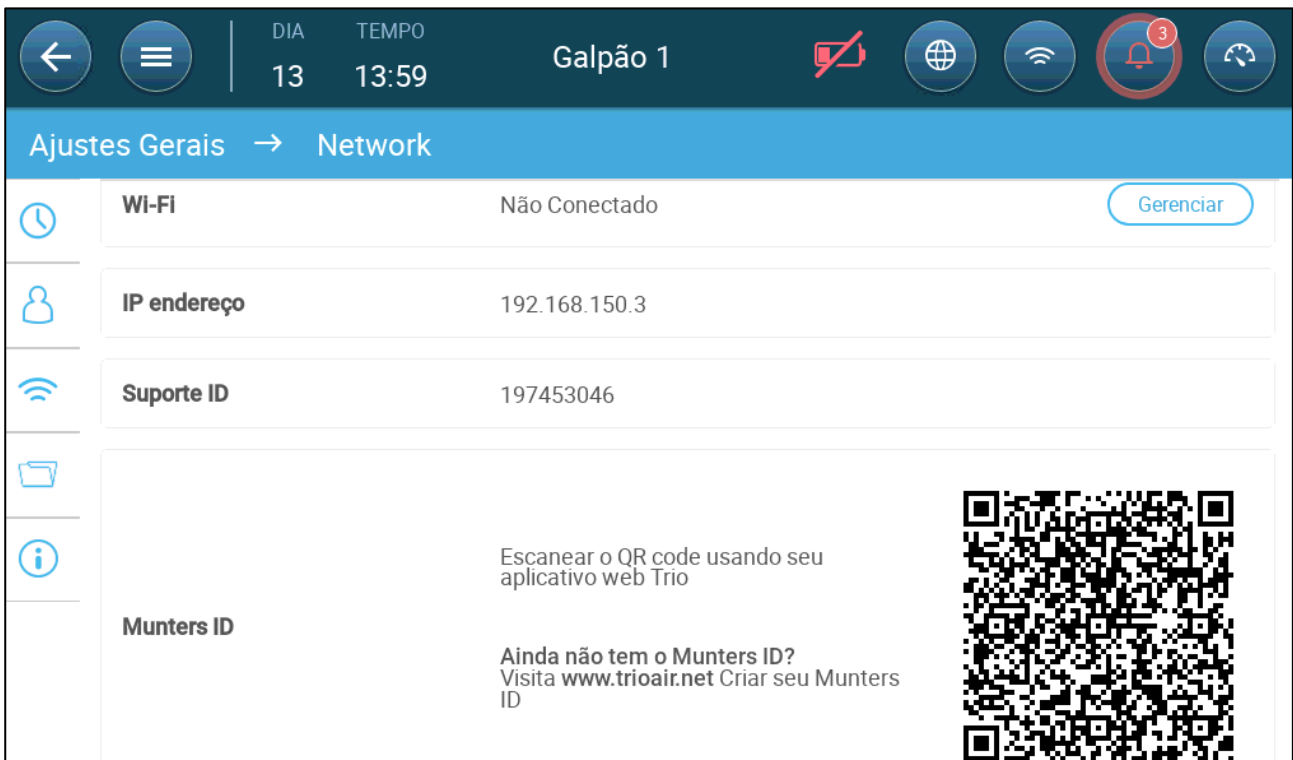 DIA TEMPO
13 13:59 Galpão 1 3
Ajustes Gerais → Network
Wi-Fi Não Conectado Gerenciar
IP endereço 192.168.150.3
Suporte ID 197453046
Escanear o QR code usando seu
aplicativo web Trio
Munters ID
Ainda não tem o Munters ID?
Visita www.trioair.net Criar seu Munters
ID